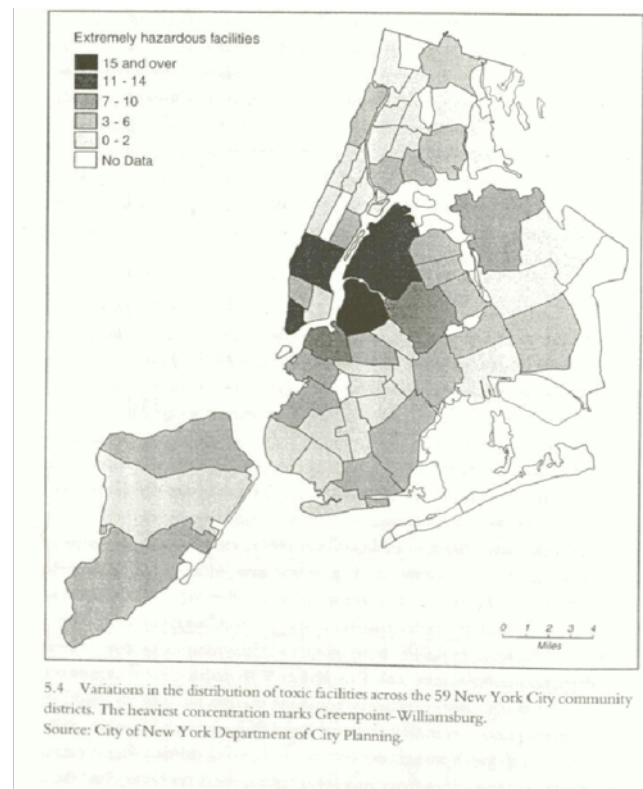 Extremely hazardous facilities
15 and over
11 - 14
7 - 10
3 - 6
0 - 2
No Data
0 1 2 3 4
Miles
5.4 Variations in the distribution of toxic facilities across the 59 New York City community
districts. The heaviest concentration marks Greenpoint–Williamsburg.
Source: City of New York Department of City Planning.